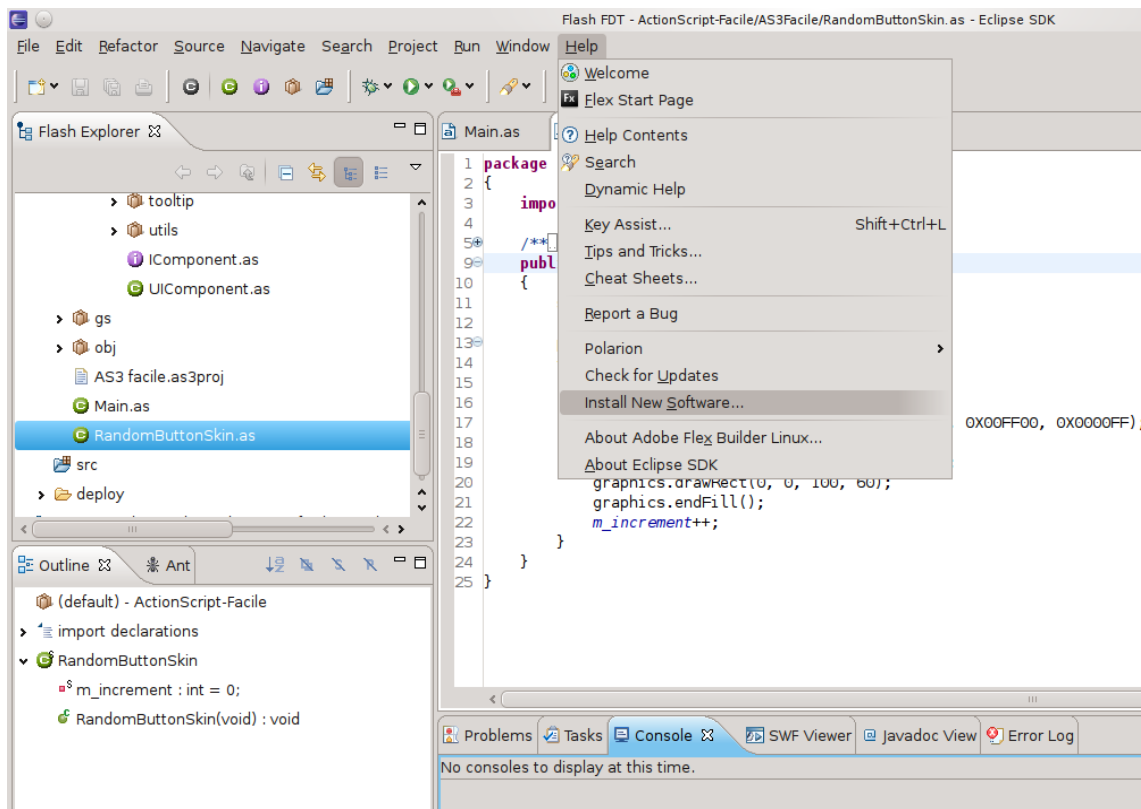 Flash FDT - ActionScript-Facile/AS3Facile/RandomButtonSkin.as - Eclipse SDK
File Edit Refactor Source Navigate Search Project Run Window Help
Welcome
Flex Start Page
Help Contents
Search
Dynamic Help
Key Assist... Shift+Ctrl+L
Tips and Tricks...
Cheat Sheets...
Report a Bug
Polarion
Check for Updates
Install New Software...
About Adobe Flex Builder Linux...
About Eclipse SDK
Flash Explorer
tooltip
utils
IComponent.as
UIComponent.as
gs
obj
AS3 facile.as3proj
Main.as
RandomButtonSkin.as
src
deploy
Outline Ant
(default) - ActionScript-Facile
import declarations
RandomButtonSkin
m_increment : int = 0;
RandomButtonSkin(void) : void
Main.as
1 package
2 {
3 impo
4
5 /**
9 publ
10 {
11
12
13
14
15
16
17 , 0X00FF00, 0X0000FF);
18
19
20 graphics.drawRect(0, 0, 100, 60);
21 graphics.endFill();
22 m_increment++;
23 }
24 }
25 }
Problems Tasks Console SWF Viewer Javadoc View Error Log
No consoles to display at this time.